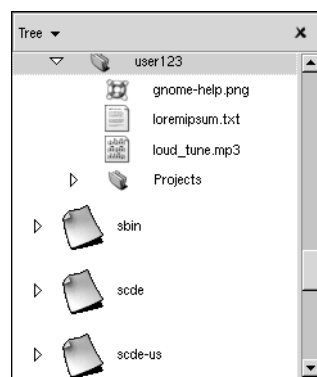 Tree
user123
gnome-help.png
loremipsum.txt
loud_tune.mp3
Projects
sbin
scde
scde-us